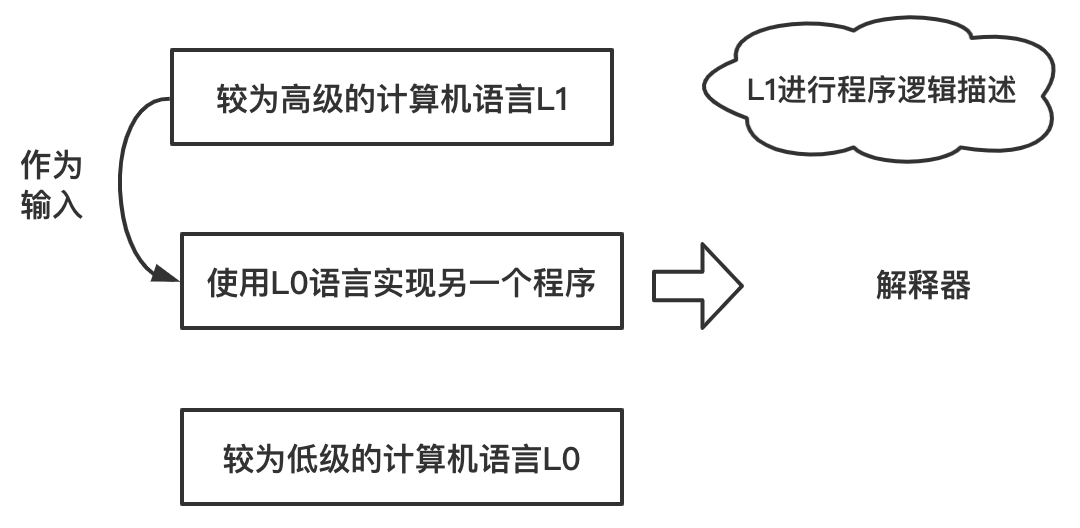 较为高级的计算机语言L1
L1进行程序逻辑描述
作为
输入
使用L0语言实现另一个程序
解释器
较为低级的计算机语言L0